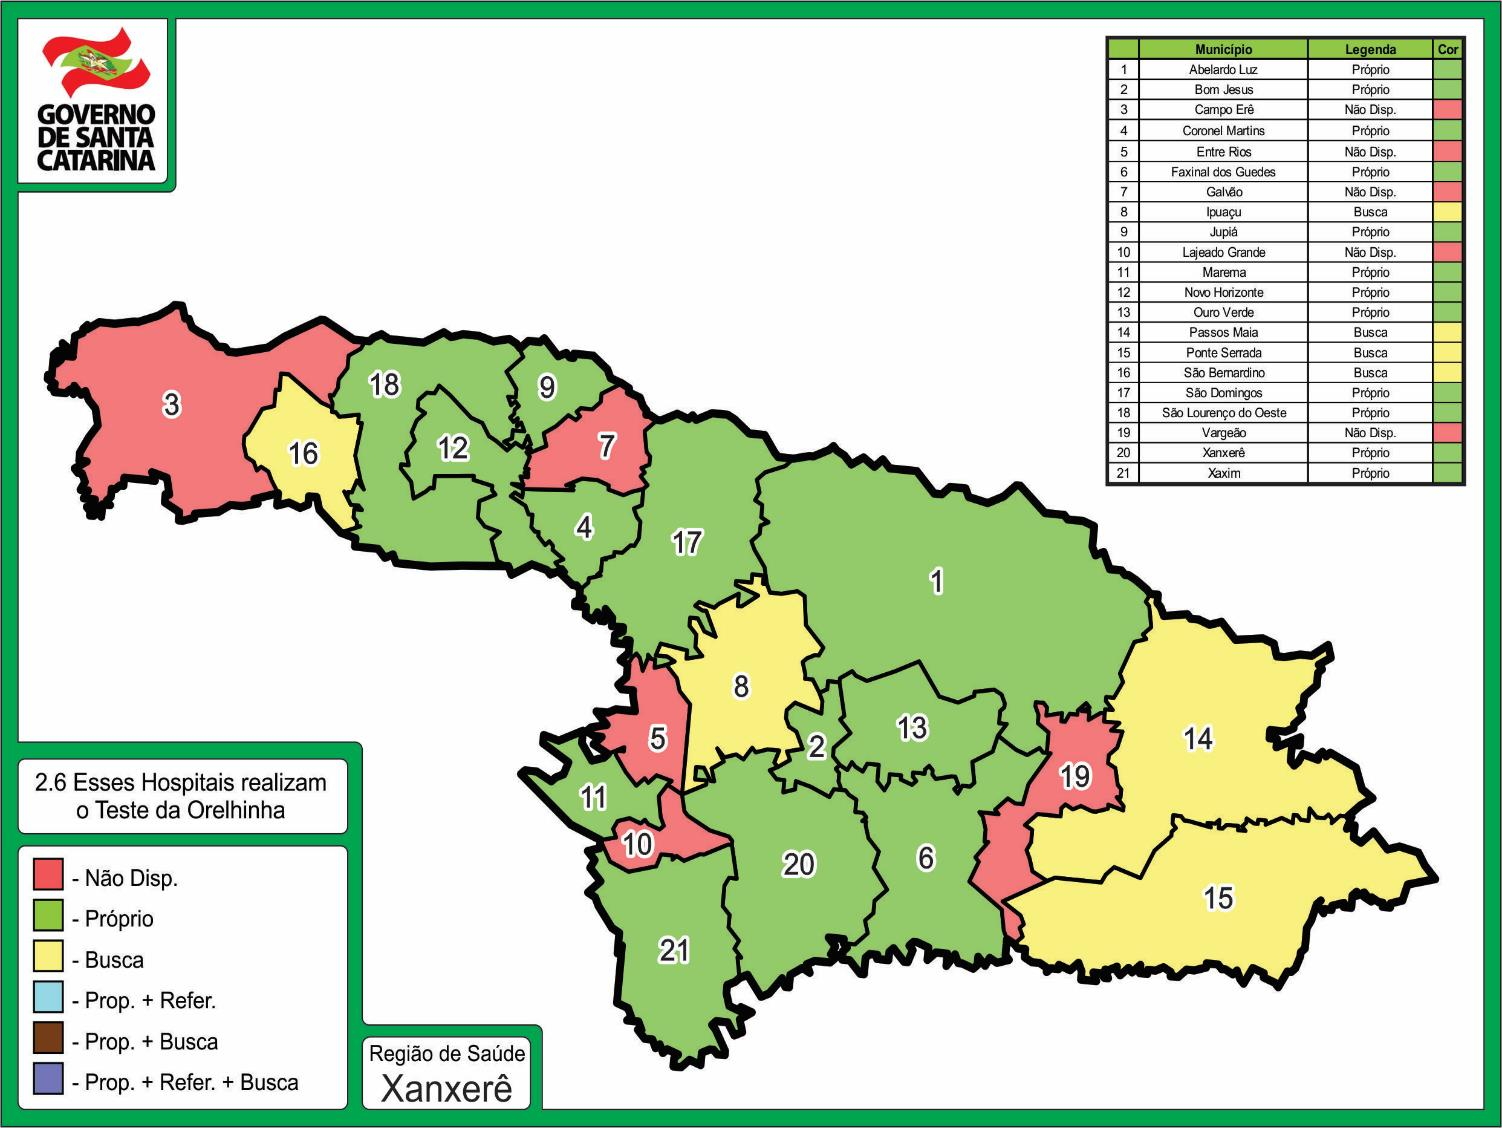 GOVERNO
DE SANTA
CATARINA
Município Legenda Cor
1 Abelardo Luz Próprio
2 Bom Jesus Próprio
3 Campo Erê Não Disp.
4 Coronel Martins Próprio
5 Entre Rios Não Disp.
6 Faxinal dos Guedes Próprio
7 Galvão Não Disp.
8 Ipuaçu Busca
9 Jupiá Próprio
10 Lajeado Grande Não Disp.
11 Marema Próprio
12 Novo Horizonte Próprio
13 Ouro Verde Próprio
14 Passos Maia Busca
15 Ponte Serrada Busca
16 São Bernardino Busca
17 São Domingos Próprio
18 São Lourenço do Oeste Próprio
19 Vargeão Não Disp.
20 Xanxerê Próprio
21 Xaxim Próprio
3
18
9
16
12
7
4
17
1
8
5
2
13
14
19
11
10
20
6
15
21
2.6 Esses Hospitais realizam
o Teste da Orelhinha
- Não Disp.
- Próprio
- Busca
- Prop. + Refer.
- Prop. + Busca
- Prop. + Refer. + Busca
Região de Saúde
Xanxerê